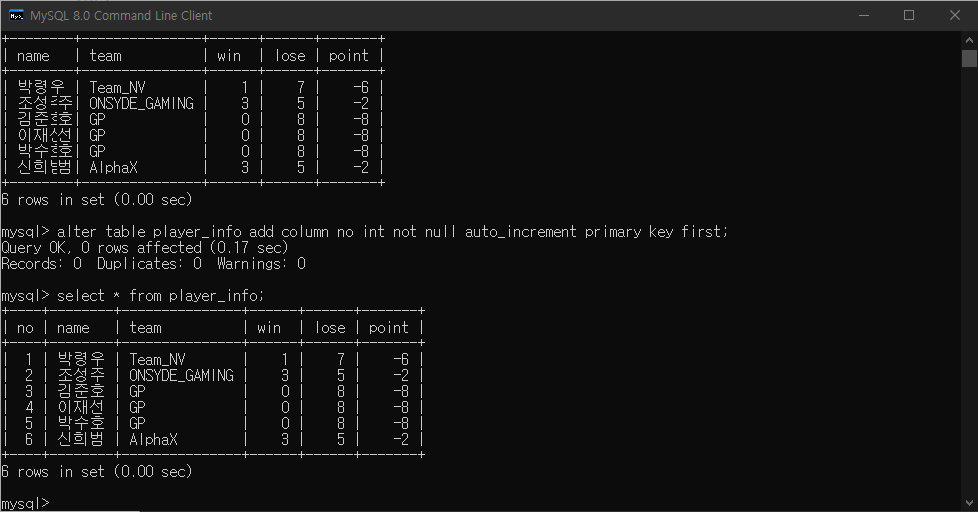 MySQL 8.0 Command Line Client
+--------+---------------+------+------+-------+
| name | team | win | lose | point |
+--------+---------------+------+------+-------+
| 박령우 | Team_NV | 1 | 7 | -6 |
| 조성주 | ONSYDE_GAMING | 3 | 5 | -2 |
| 김준호 | GP | 0 | 8 | -8 |
| 이재선 | GP | 0 | 8 | -8 |
| 박수호 | GP | 0 | 8 | -8 |
| 신희범 | AlphaX | 3 | 5 | -2 |
+--------+---------------+------+------+-------+
6 rows in set (0.00 sec)
mysql> alter table player_info add column no int not null auto_increment primary key first;
Query OK, 0 rows affected (0.17 sec)
Records: 0 Duplicates: 0 Warnings: 0
mysql> select * from player_info;
+----+--------+---------------+------+------+-------+
| no | name | team | win | lose | point |
+----+--------+---------------+------+------+-------+
| 1 | 박령우 | Team_NV | 1 | 7 | -6 |
| 2 | 조성주 | ONSYDE_GAMING | 3 | 5 | -2 |
| 3 | 김준호 | GP | 0 | 8 | -8 |
| 4 | 이재선 | GP | 0 | 8 | -8 |
| 5 | 박수호 | GP | 0 | 8 | -8 |
| 6 | 신희범 | AlphaX | 3 | 5 | -2 |
+----+--------+---------------+------+------+-------+
6 rows in set (0.00 sec)
mysql>